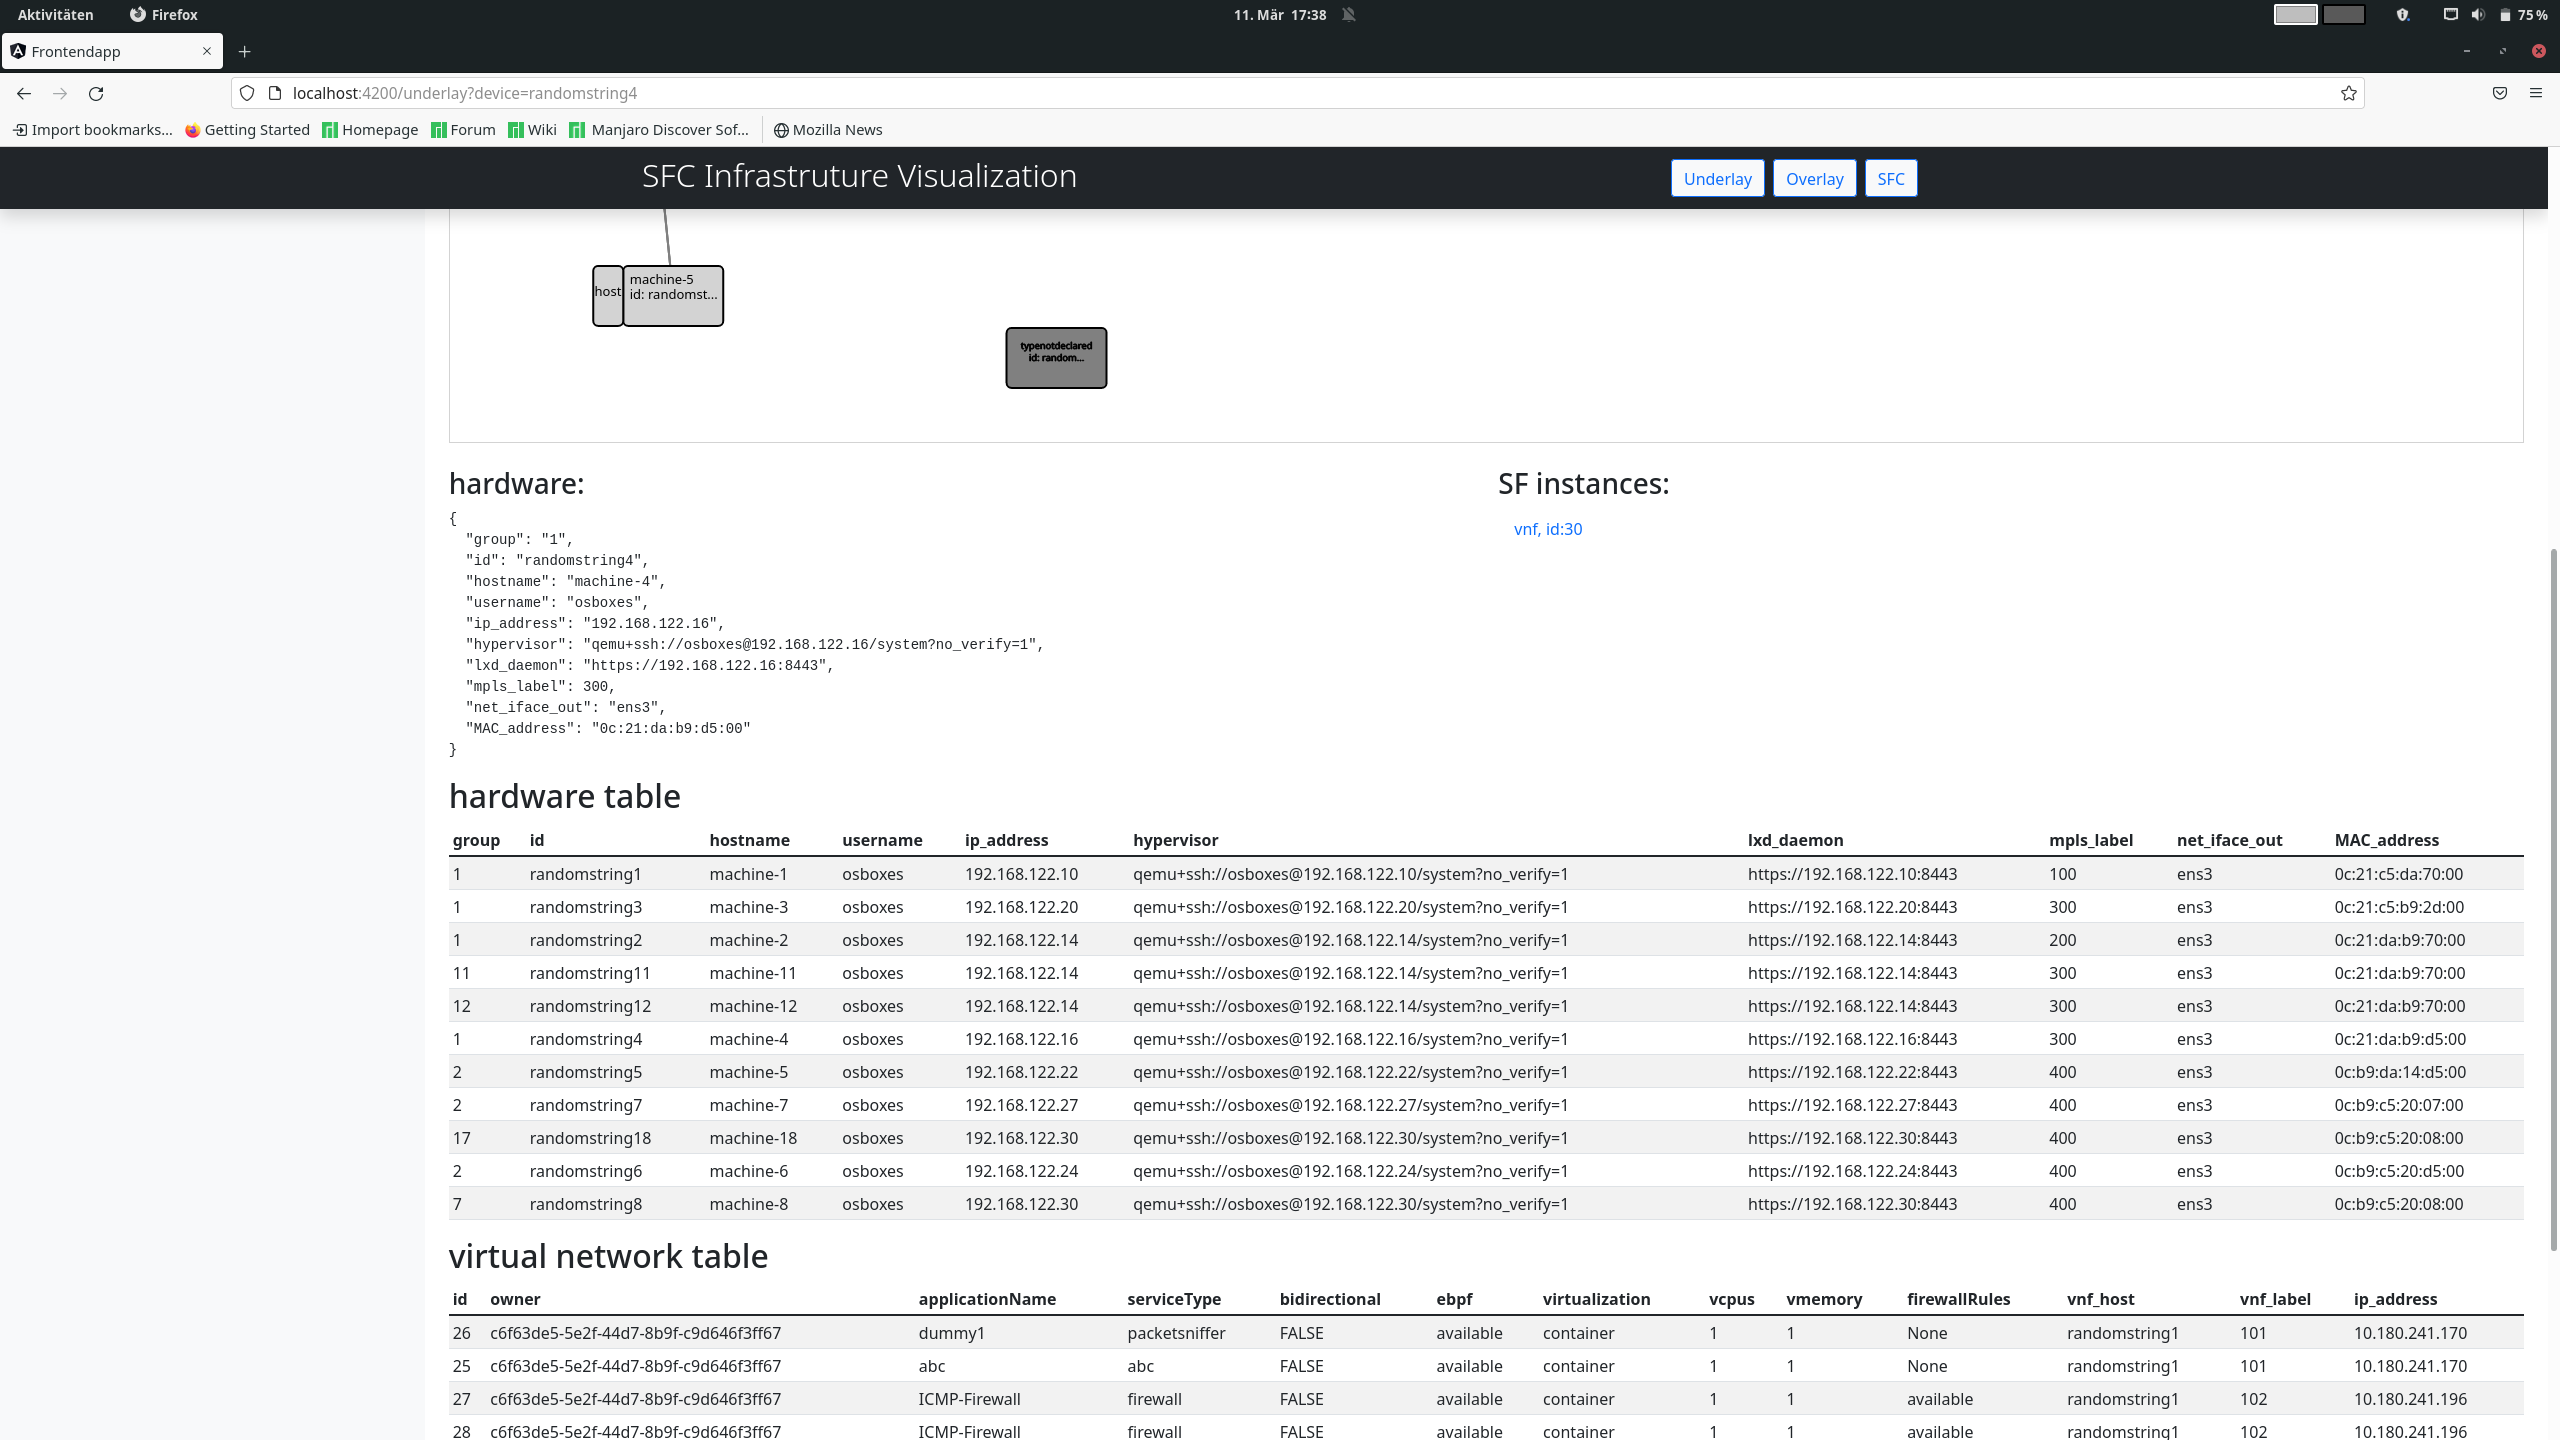 Aktivitäten Firefox 11. Mär 17:38 75 %
Frontendapp
localhost:4200/underlay?device=randomstring4
Import bookmarks... Getting Started Homepage Forum Wiki Manjaro Discover Sof... Mozilla News
SFC Infrastruture Visualization Underlay Overlay SFC
host
machine-5
id: randomst...
typenotdeclared
id: random...
hardware:
{
"group": "1",
"id": "randomstring4",
"hostname": "machine-4",
"username": "osboxes",
"ip_address": "192.168.122.16",
"hypervisor": "qemu+ssh://osboxes@192.168.122.16/system?no_verify=1",
"lxd_daemon": "https://192.168.122.16:8443",
"mpls_label": 300,
"net_iface_out": "ens3",
"MAC_address": "0c:21:da:b9:d5:00"
}
SF instances:
vnf, id:30
hardware table
group id hostname username ip_address hypervisor lxd_daemon mpls_label net_iface_out MAC_address
1 randomstring1 machine-1 osboxes 192.168.122.10 qemu+ssh://osboxes@192.168.122.10/system?no_verify=1 https://192.168.122.10:8443 100 ens3 0c:21:c5:da:70:00
1 randomstring3 machine-3 osboxes 192.168.122.20 qemu+ssh://osboxes@192.168.122.20/system?no_verify=1 https://192.168.122.20:8443 300 ens3 0c:21:c5:b9:2d:00
1 randomstring2 machine-2 osboxes 192.168.122.14 qemu+ssh://osboxes@192.168.122.14/system?no_verify=1 https://192.168.122.14:8443 200 ens3 0c:21:da:b9:70:00
11 randomstring11 machine-11 osboxes 192.168.122.14 qemu+ssh://osboxes@192.168.122.14/system?no_verify=1 https://192.168.122.14:8443 300 ens3 0c:21:da:b9:70:00
12 randomstring12 machine-12 osboxes 192.168.122.14 qemu+ssh://osboxes@192.168.122.14/system?no_verify=1 https://192.168.122.14:8443 300 ens3 0c:21:da:b9:70:00
1 randomstring4 machine-4 osboxes 192.168.122.16 qemu+ssh://osboxes@192.168.122.16/system?no_verify=1 https://192.168.122.16:8443 300 ens3 0c:21:da:b9:d5:00
2 randomstring5 machine-5 osboxes 192.168.122.22 qemu+ssh://osboxes@192.168.122.22/system?no_verify=1 https://192.168.122.22:8443 400 ens3 0c:b9:da:14:d5:00
2 randomstring7 machine-7 osboxes 192.168.122.27 qemu+ssh://osboxes@192.168.122.27/system?no_verify=1 https://192.168.122.27:8443 400 ens3 0c:b9:c5:20:07:00
17 randomstring18 machine-18 osboxes 192.168.122.30 qemu+ssh://osboxes@192.168.122.30/system?no_verify=1 https://192.168.122.30:8443 400 ens3 0c:b9:c5:20:08:00
2 randomstring6 machine-6 osboxes 192.168.122.24 qemu+ssh://osboxes@192.168.122.24/system?no_verify=1 https://192.168.122.24:8443 400 ens3 0c:b9:c5:20:d5:00
7 randomstring8 machine-8 osboxes 192.168.122.30 qemu+ssh://osboxes@192.168.122.30/system?no_verify=1 https://192.168.122.30:8443 400 ens3 0c:b9:c5:20:08:00
virtual network table
id owner applicationName serviceType bidirectional ebpf virtualization vcpus vmemory firewallRules vnf_host vnf_label ip_address
26 c6f63de5-5e2f-44d7-8b9f-c9d646f3ff67 dummy1 packetsniffer FALSE available container 1 1 None randomstring1 101 10.180.241.170
25 c6f63de5-5e2f-44d7-8b9f-c9d646f3ff67 abc abc FALSE available container 1 1 None randomstring1 101 10.180.241.170
27 c6f63de5-5e2f-44d7-8b9f-c9d646f3ff67 ICMP-Firewall firewall FALSE available container 1 1 available randomstring1 102 10.180.241.196
28 c6f63de5-5e2f-44d7-8b9f-c9d646f3ff67 ICMP-Firewall firewall FALSE available container 1 1 available randomstring1 102 10.180.241.196